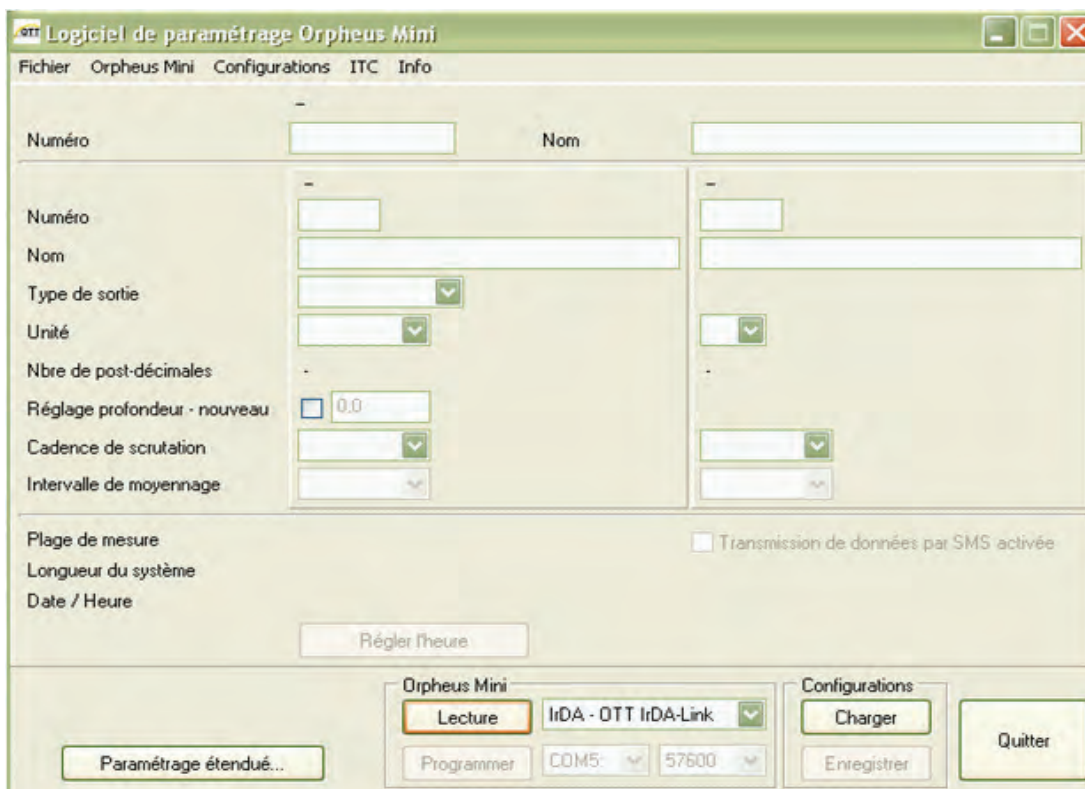 OTT Logiciel de paramétrage Orpheus Mini
Fichier Orpheus Mini Configurations ITC Info
–
Numéro Nom
– –
Numéro
Nom
Type de sortie
Unité
Nbre de post-décimales - -
Réglage profondeur - nouveau 0.0
Cadence de scrutation
Intervalle de moyennage
Plage de mesure Transmission de données par SMS activée
Longueur du système
Date / Heure
Régler l'heure
Orpheus Mini Configurations
Lecture IrDA - OTT IrDA-Link Charger
Quitter
Paramétrage étendué... Programmer COM5: 57600 Enregistrer